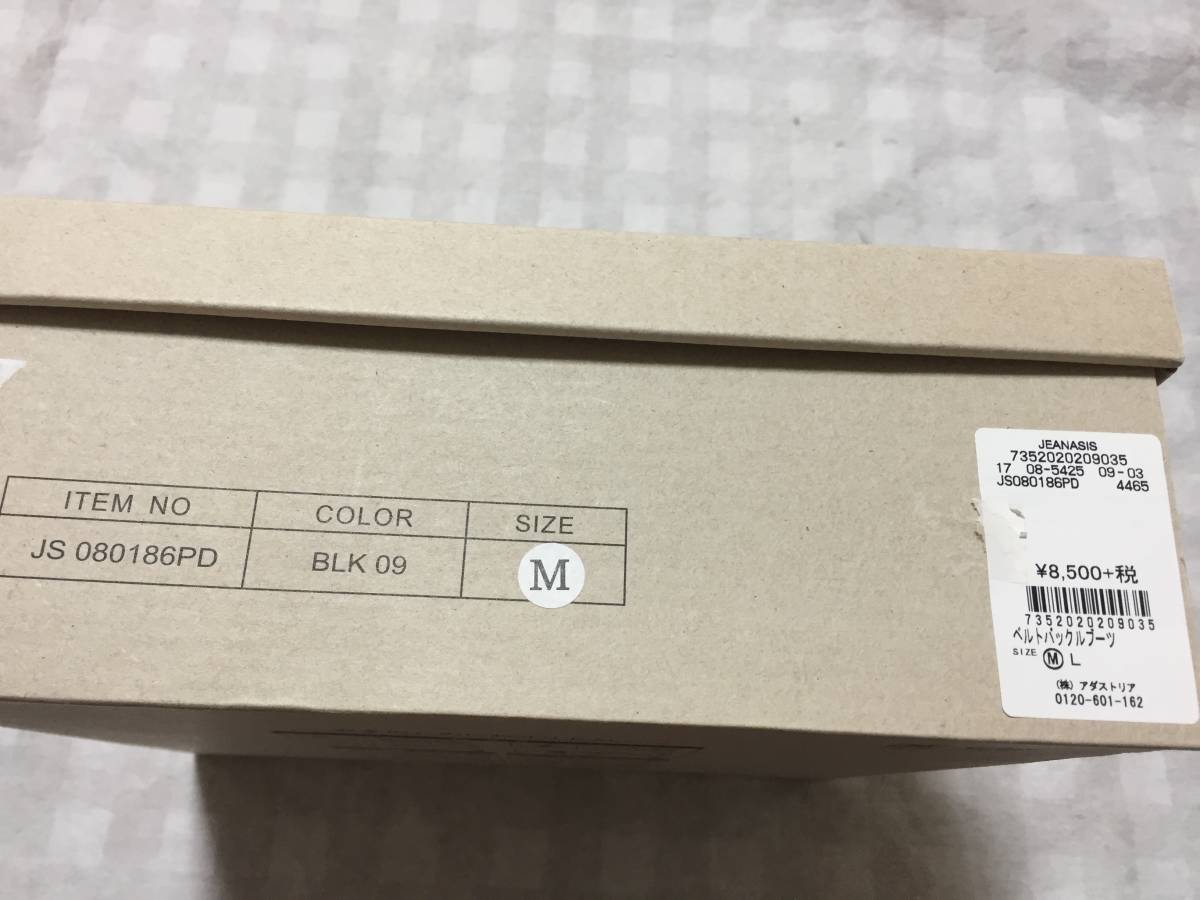 ITEM NO COLOR SIZE
JS 080186PD BLK 09 M
JEANASIS
7352020209035
17 08-5425 09-03
JS080186PD 4465
¥8,500+税
7352020209035
ベルトバックルブーツ
SIZE M L
(株)アダストリア
0120-601-162